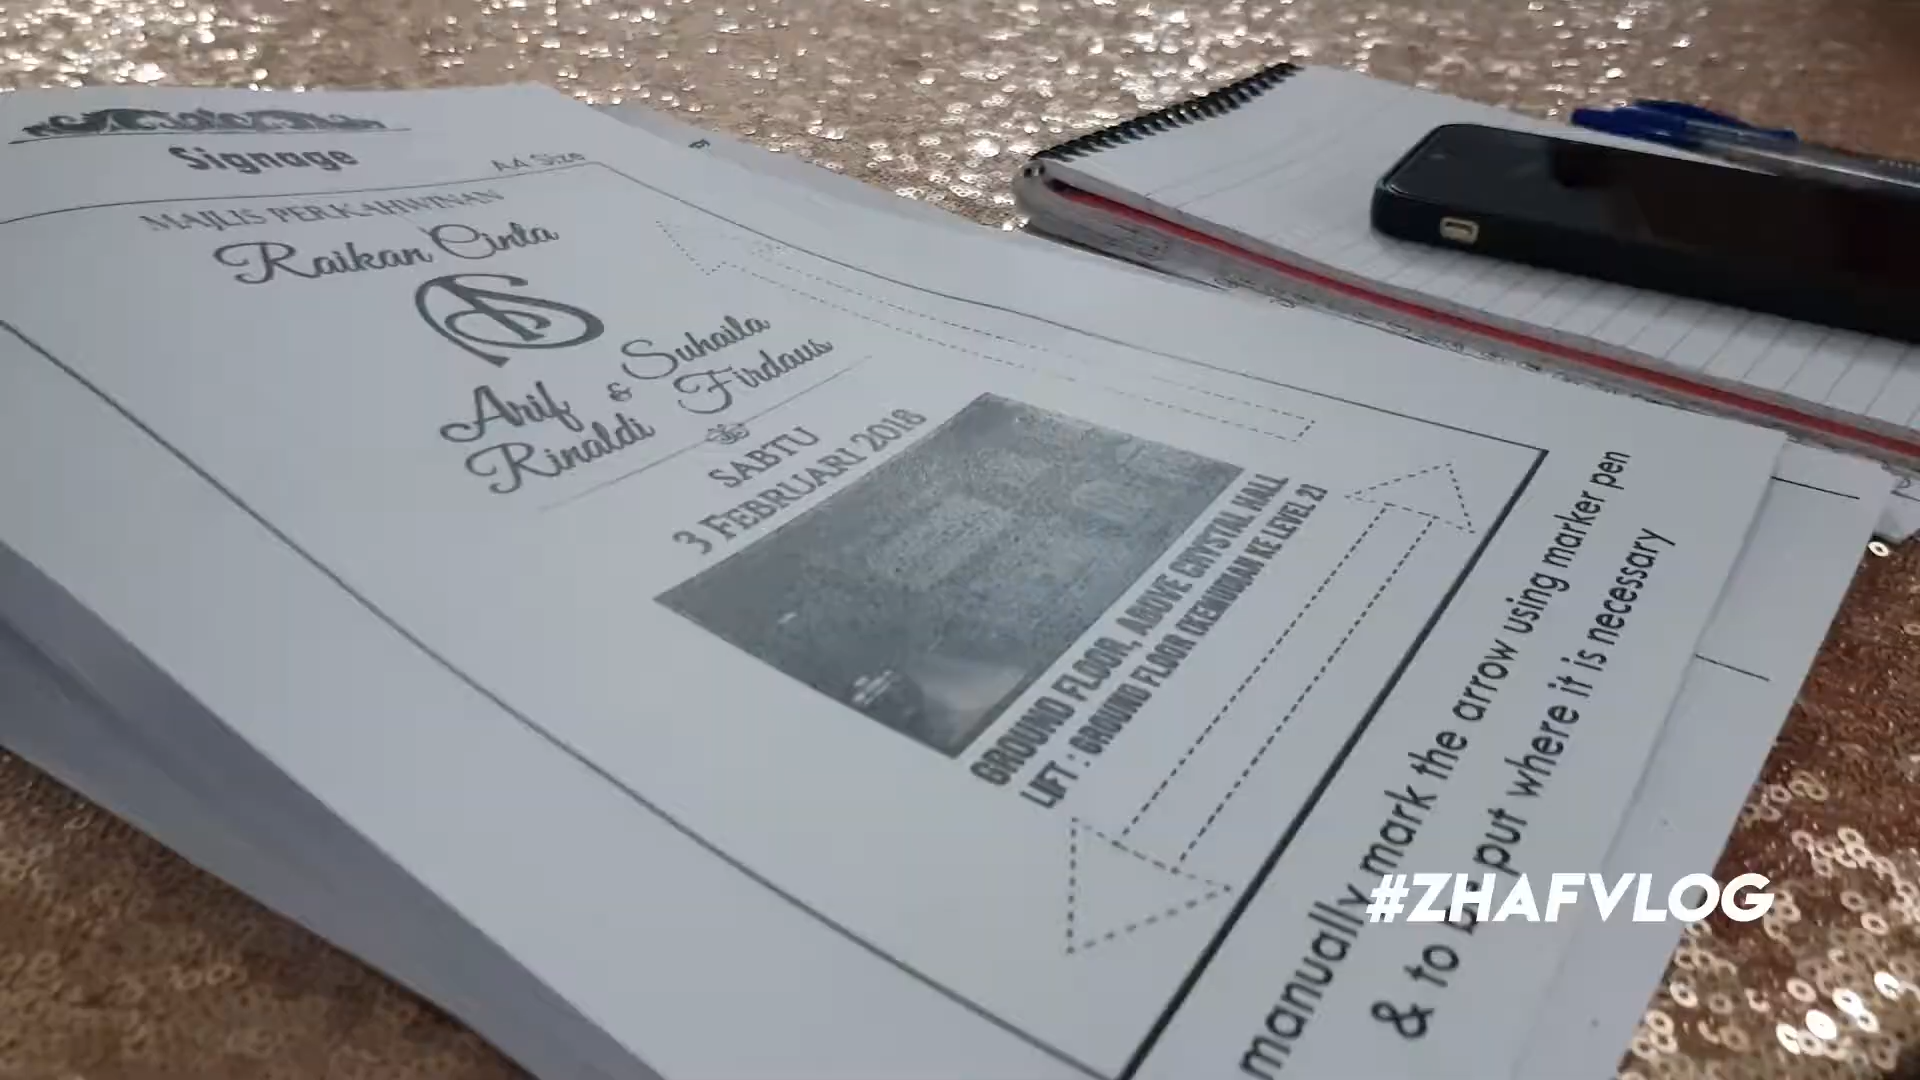 Signage
A4 Size
MAJLIS PERKAHWINAN
Raikan Cinta
Arif & Suhaila
Rinaldi Firdaus
SABTU
3 FEBRUARI 2018
GROUND FLOOR, ABOVE CRYSTAL HALL
LIFT : GROUND FLOOR (KEMUDIAN KE LEVEL 2)
manually mark the arrow using marker pen
& to be put where it is necessary
#ZHAFVLOG